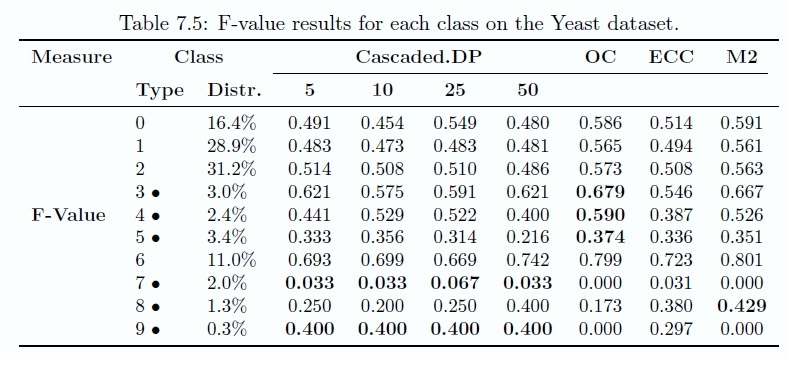 Table 7.5: F-value results for each class on the Yeast dataset.
Measure Class Cascaded.DP OC ECC M2
Type Distr. 5 10 25 50
0 16.4% 0.491 0.454 0.549 0.480 0.586 0.514 0.591
1 28.9% 0.483 0.473 0.483 0.481 0.565 0.494 0.561
2 31.2% 0.514 0.508 0.510 0.486 0.573 0.508 0.563
3 ● 3.0% 0.621 0.575 0.591 0.621 0.679 0.546 0.667
F-Value 4 ● 2.4% 0.441 0.529 0.522 0.400 0.590 0.387 0.526
5 ● 3.4% 0.333 0.356 0.314 0.216 0.374 0.336 0.351
6 11.0% 0.693 0.699 0.669 0.742 0.799 0.723 0.801
7 ● 2.0% 0.033 0.033 0.067 0.033 0.000 0.031 0.000
8 ● 1.3% 0.250 0.200 0.250 0.400 0.173 0.380 0.429
9 ● 0.3% 0.400 0.400 0.400 0.400 0.000 0.297 0.000